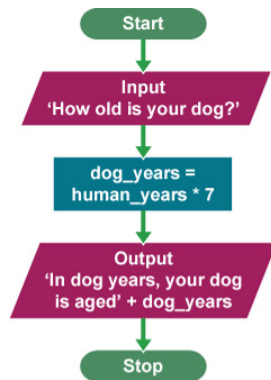 Start
Input
‘How old is your dog?’
dog_years =
human_years * 7
Output
‘In dog years, your dog
is aged’ + dog_years
Stop